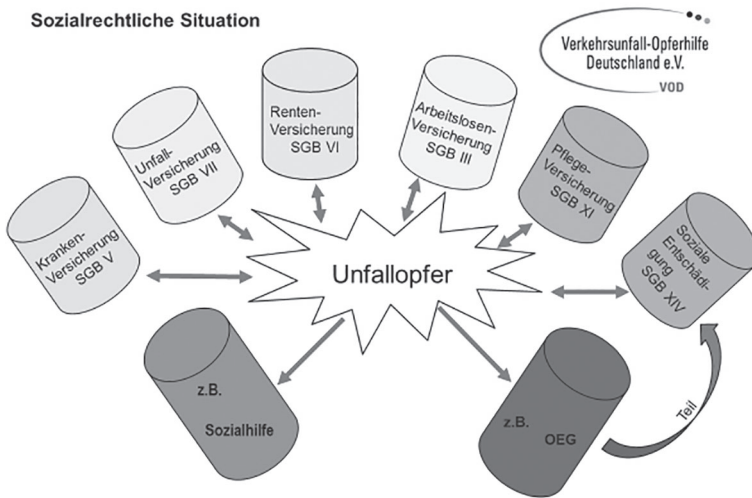 Sozialrechtliche Situation
Verkehrsunfall-Opferhilfe
Deutschland e.V.
VOD
Kranken-
Versicherung
SGB V
Unfall-
Versicherung
SGB VII
Renten-
Versicherung
SGB VI
Arbeitslosen-
Versicherung
SGB III
Pflege-
Versicherung
SGB XI
Soziale
Entschädi-
gung
SGB XIV
Unfallopfer
z.B.
Sozialhilfe
z.B.
OEG
Teil